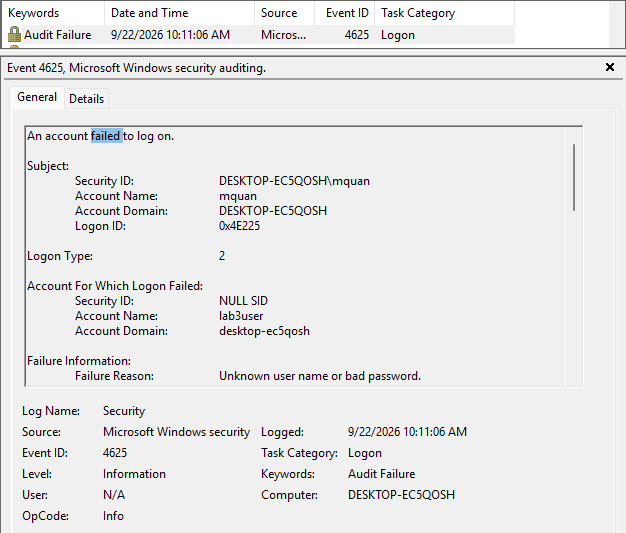 Keywords Date and Time Source Event ID Task Category
Audit Failure 9/22/2026 10:11:06 AM Micros... 4625 Logon
Event 4625, Microsoft Windows security auditing.
General Details
An account failed to log on.
Subject:
Security ID: DESKTOP-EC5QOSH\mquan
Account Name: mquan
Account Domain: DESKTOP-EC5QOSH
Logon ID: 0x4E225
Logon Type: 2
Account For Which Logon Failed:
Security ID: NULL SID
Account Name: lab3user
Account Domain: desktop-ec5qosh
Failure Information:
Failure Reason: Unknown user name or bad password.
Log Name: Security
Source: Microsoft Windows security Logged: 9/22/2026 10:11:06 AM
Event ID: 4625 Task Category: Logon
Level: Information Keywords: Audit Failure
User: N/A Computer: DESKTOP-EC5QOSH
OpCode: Info